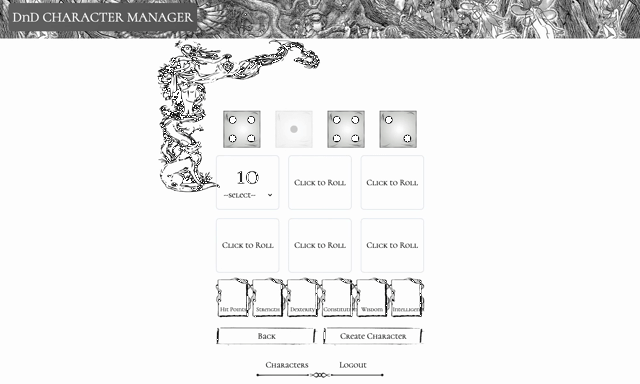 DnD Character Manager
10
--select--
Click to Roll
Click to Roll
Click to Roll
Click to Roll
Click to Roll
Hit Points
Strength
Dexterity
Constituti
Wisdom
Intelligen
Back
Create Character
Characters
Logout